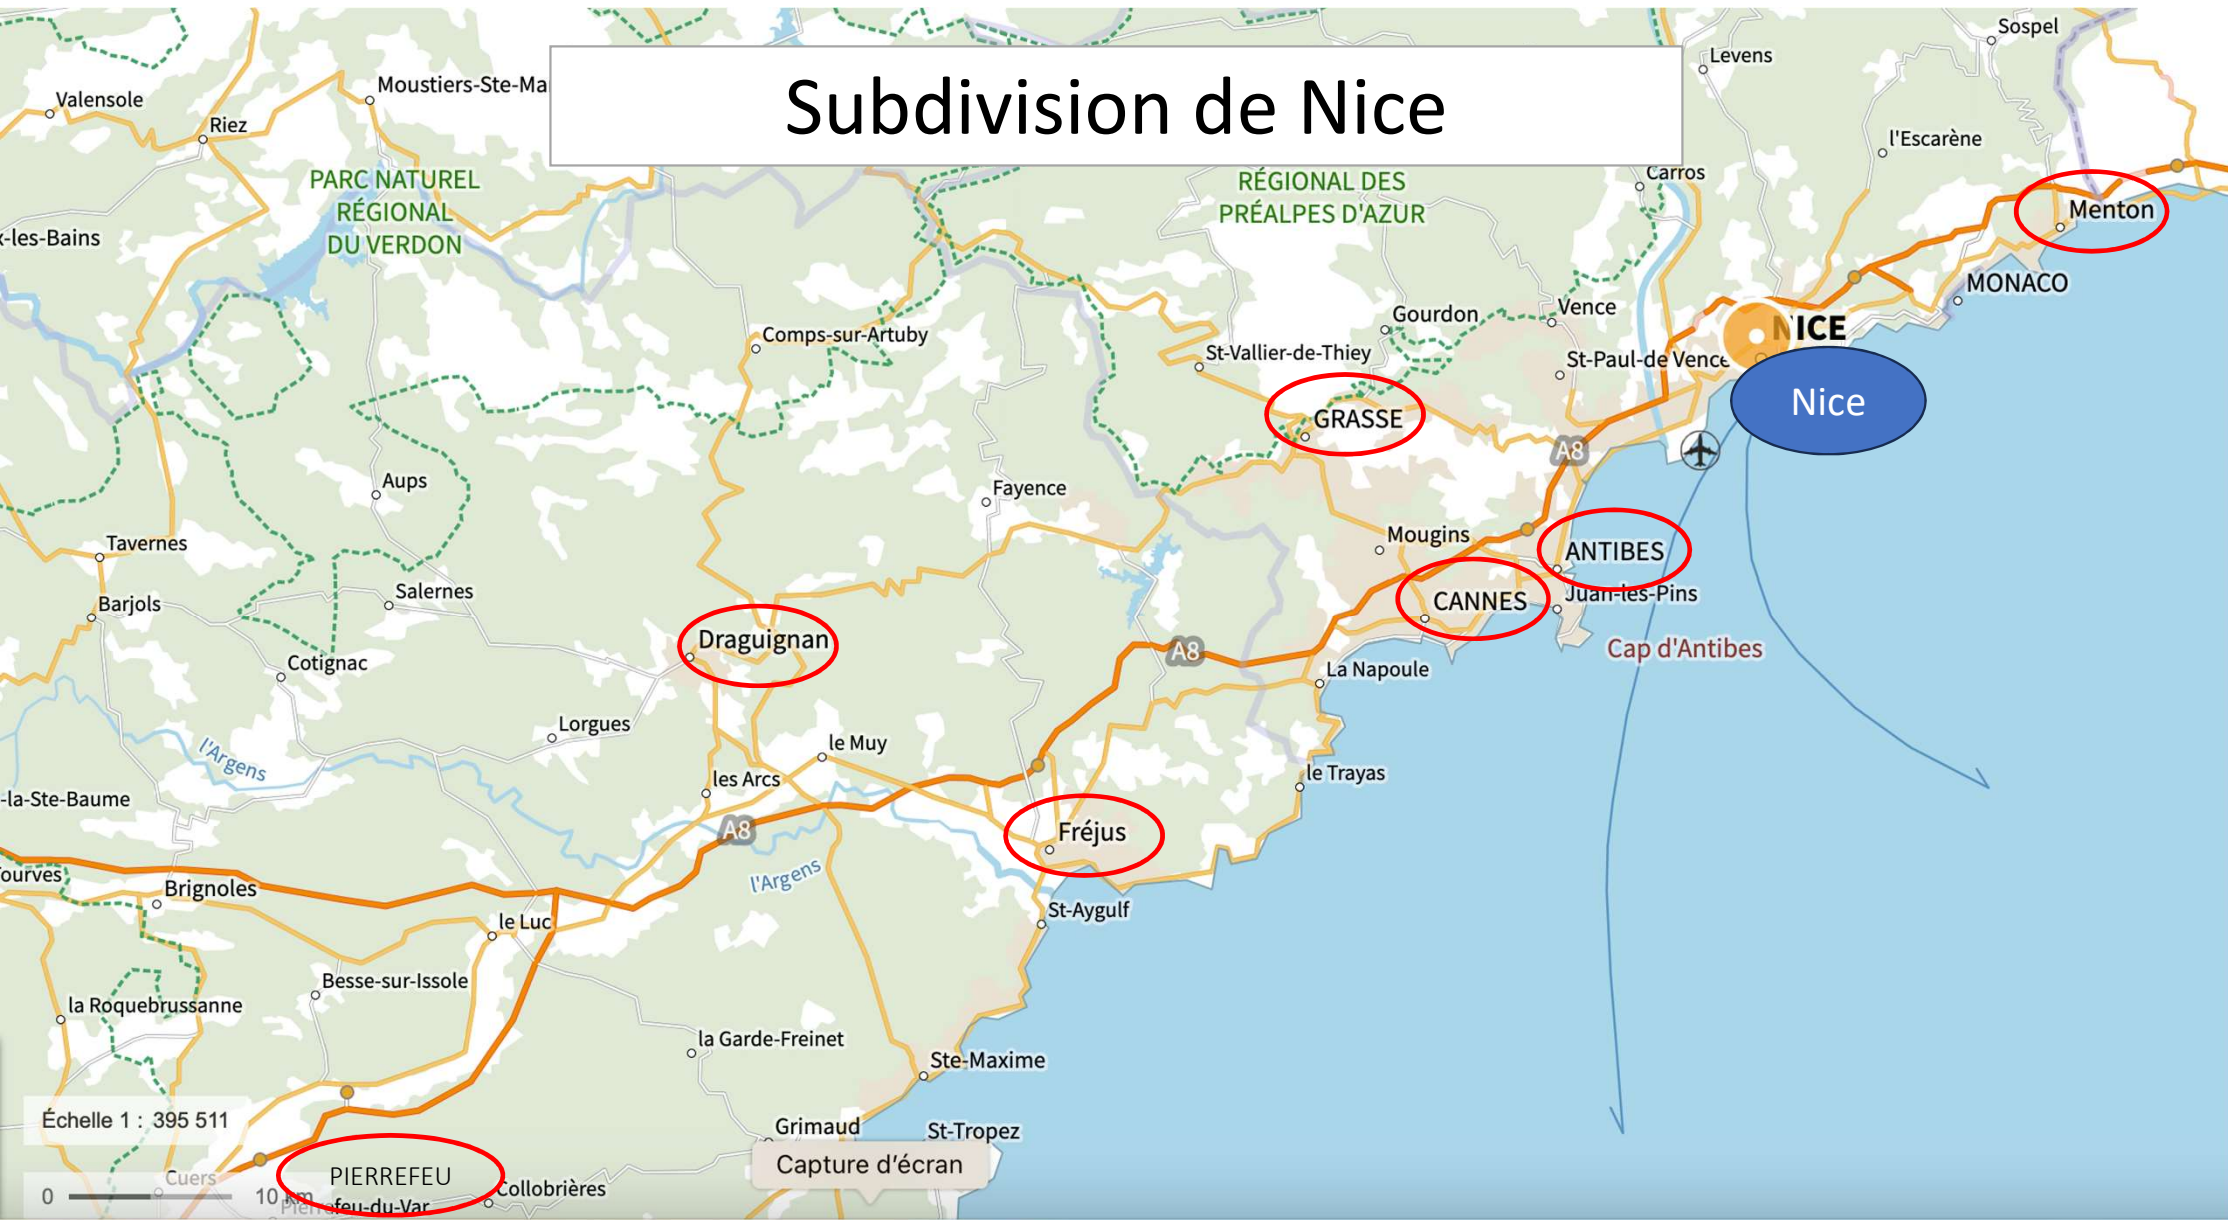 Subdivision de Nice
Sospel
Levens
Moustiers-Ste-Ma
Valensole
Riez
l'Escarène
Carros
PARC NATUREL
RÉGIONAL
DU VERDON
RÉGIONAL DES
PRÉALPES D'AZUR
Menton
x-les-Bains
MONACO
Gourdon
Vence
NICE
Comps-sur-Artuby
St-Vallier-de-Thiey
St-Paul-de Vence
Nice
GRASSE
A8
Aups
Fayence
Mougins
Tavernes
ANTIBES
Salernes
Juan-les-Pins
Barjols
CANNES
Draguignan
Cap d'Antibes
A8
Cotignac
La Napoule
Lorgues
l'Argens
le Muy
les Arcs
le Trayas
-la-Ste-Baume
A8
Fréjus
l'Argens
ourves
Brignoles
St-Aygulf
le Luc
Besse-sur-Issole
la Roquebrussanne
la Garde-Freinet
Ste-Maxime
Échelle 1 : 395 511
Grimaud
St-Tropez
Capture d'écran
PIERREFEU
Cuers
Collobrières
0 10 km
Pierrefeu-du-Var